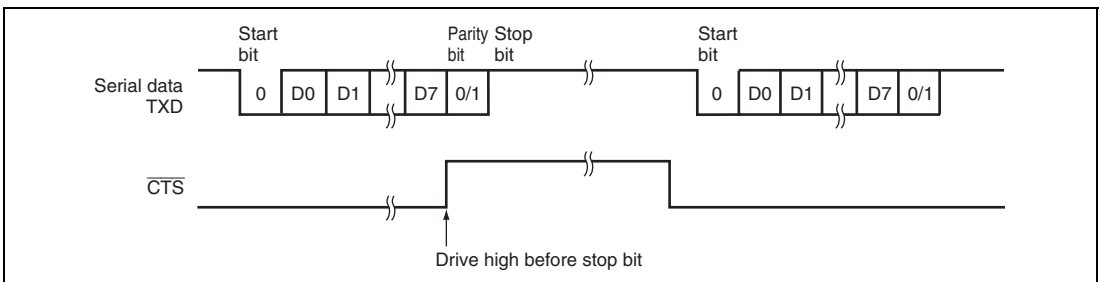 Start bit Parity bit Stop bit Start bit
Serial data TXD 0 D0 D1 D7 0/1 0 D0 D1 D7 0/1
CTS
Drive high before stop bit